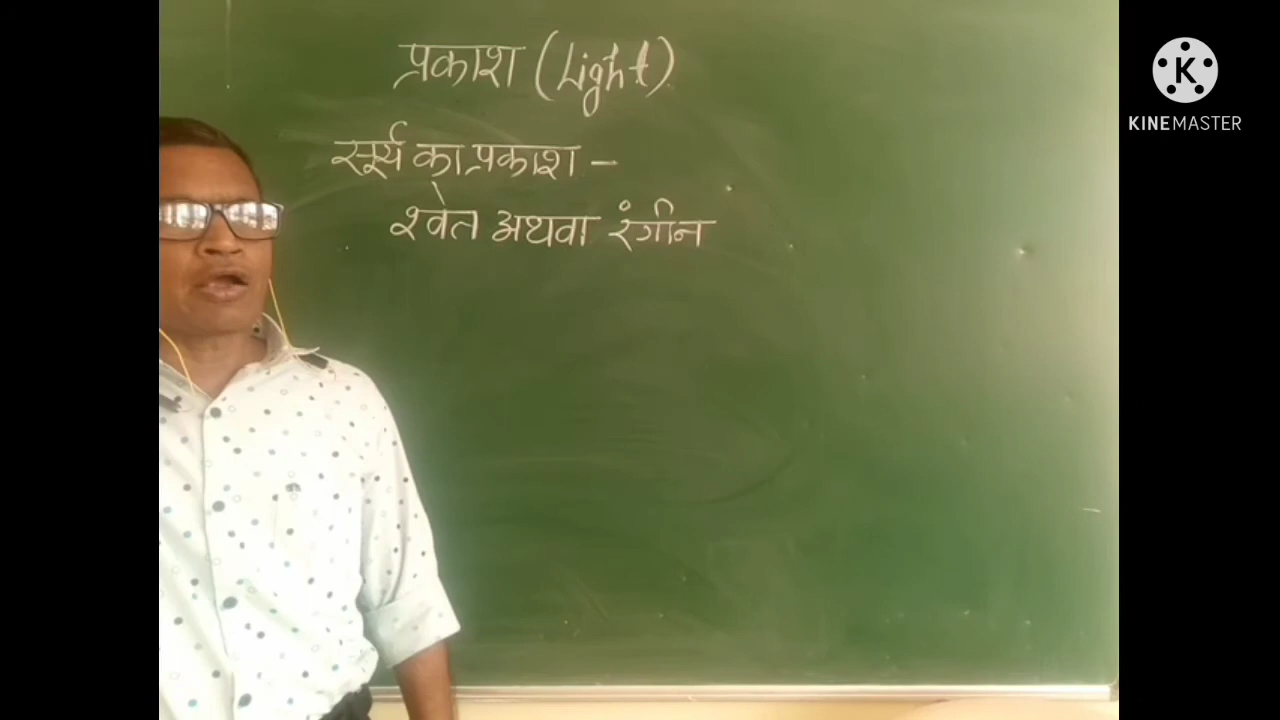 प्रकाश (Light)
सूर्य का प्रकाश –
श्वेत अथवा रंगीन
K
KINEMASTER